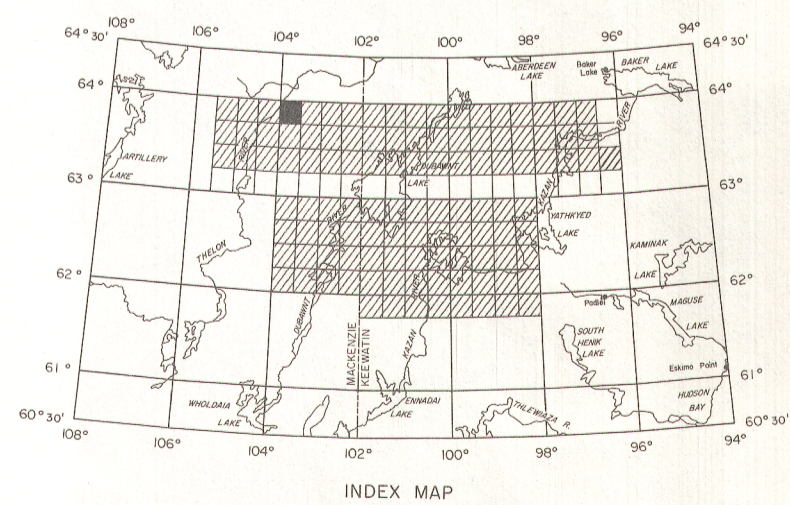 108° 106° 104° 102° 100° 98° 96° 94°
64° 30' 64° 30'
ABERDEEN
LAKE
Baker
Lake
BAKER LAKE
64° 64°
RIVER
RIVER
ARTILLERY
LAKE
DUBAWNT
LAKE
63° 63°
KAZAN
RIVER
YATHKYED
LAKE
THELON
KAMINAK
LAKE
62° 62°
RIVER
Padlei
MAGUSE
LAKE
DUBAWNT
MACKENZIE
KEEWATIN
KAZAN
SOUTH
HENIK
LAKE
Eskimo Point
61° 61°
WHOLDAIA
LAKE
ENNADAI
LAKE
THLEWIAZA R.
HUDSON
BAY
60° 30' 60° 30'
108° 106° 104° 102° 100° 98° 96° 94°
INDEX MAP